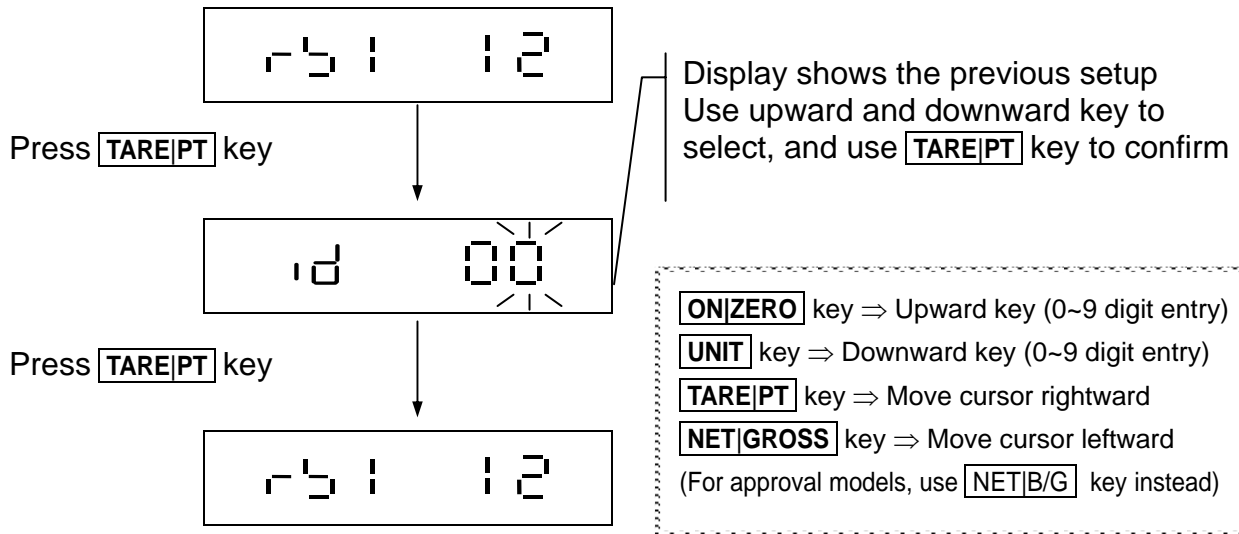 rS1 12
Display shows the previous setup
Use upward and downward key to
select, and use TARE|PT key to confirm
Press TARE|PT key
id 00
ON|ZERO key ⇒ Upward key (0~9 digit entry)
UNIT key ⇒ Downward key (0~9 digit entry)
Press TARE|PT key
TARE|PT key ⇒ Move cursor rightward
NET|GROSS key ⇒ Move cursor leftward
(For approval models, use NET|B/G key instead)
rS1 12